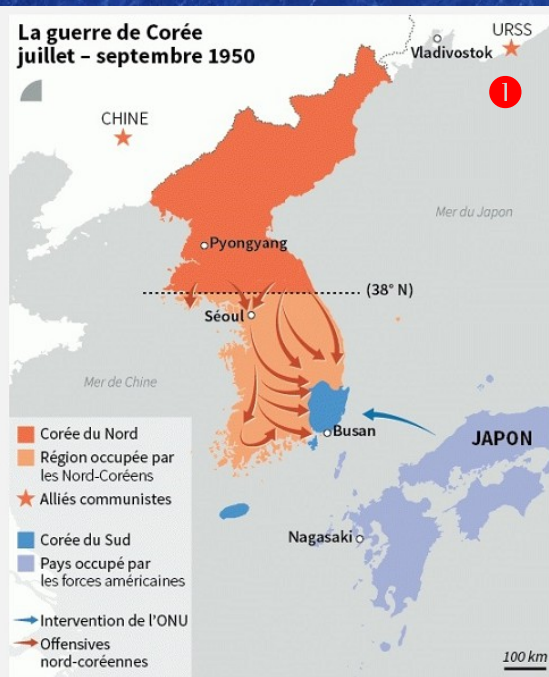 La guerre de Corée
juillet – septembre 1950
URSS
Vladivostok
1
CHINE
Mer du Japon
Pyongyang
(38° N)
Séoul
Mer de Chine
Busan
JAPON
Nagasaki
Corée du Nord
Région occupée par
les Nord-Coréens
Alliés communistes
Corée du Sud
Pays occupé par
les forces américaines
Intervention de l'ONU
Offensives
nord-coréennes
100 km